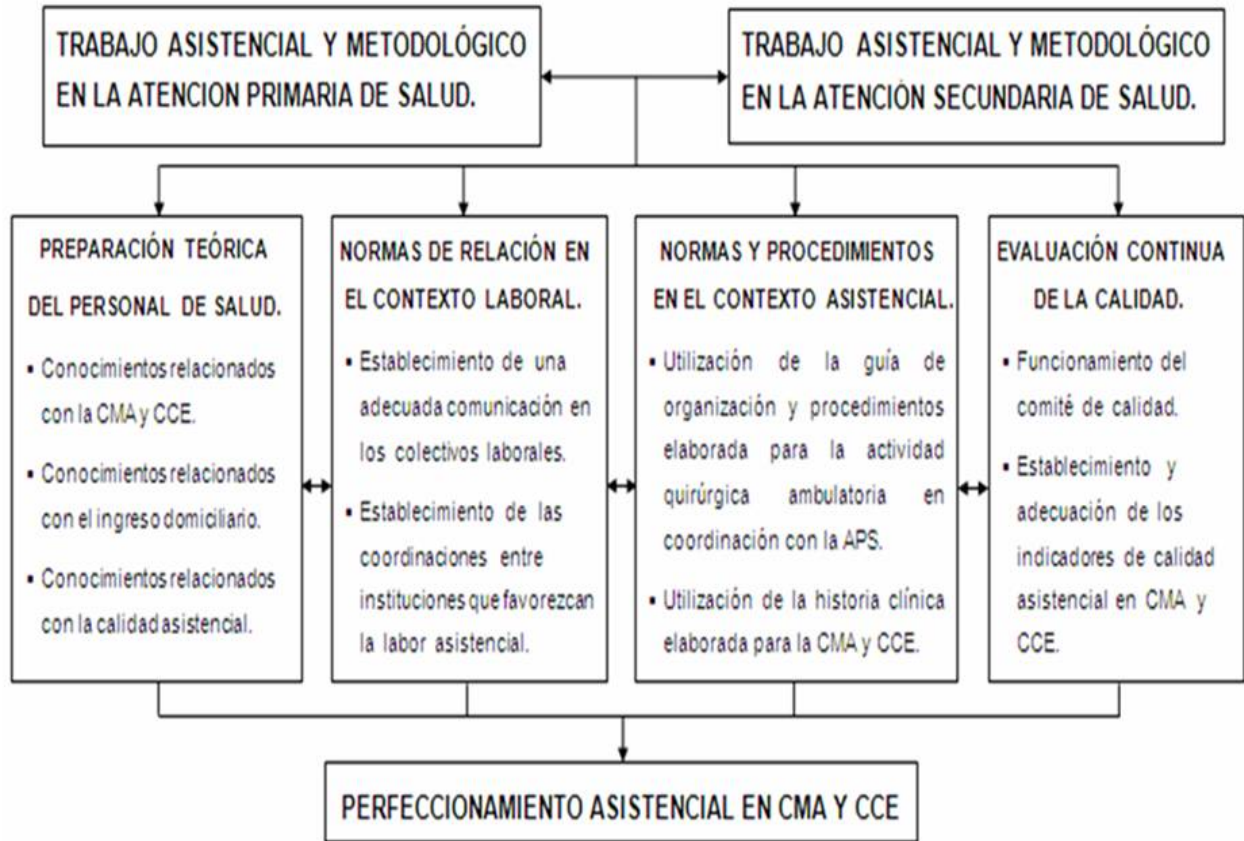 TRABAJO ASISTENCIAL Y METODOLÓGICO
EN LA ATENCION PRIMARIA DE SALUD.
TRABAJO ASISTENCIAL Y METODOLÓGICO
EN LA ATENCIÓN SECUNDARIA DE SALUD.
PREPARACIÓN TEÓRICA
DEL PERSONAL DE SALUD.
▪ Conocimientos relacionados
con la CMA y CCE.
▪ Conocimientos relacionados
con el ingreso domiciliario.
▪ Conocimientos relacionados
con la calidad asistencial.
NORMAS DE RELACIÓN EN
EL CONTEXTO LABORAL.
▪ Establecimiento de una
adecuada comunicación en
los colectivos laborales.
▪ Establecimiento de las
coordinaciones entre
instituciones que favorezcan
la labor asistencial.
NORMAS Y PROCEDIMIENTOS
EN EL CONTEXTO ASISTENCIAL.
▪ Utilización de la guía de
organización y procedimientos
elaborada para la actividad
quirúrgica ambulatoria en
coordinación con la APS.
▪ Utilización de la historia clínica
elaborada para la CMA y CCE.
EVALUACIÓN CONTINUA
DE LA CALIDAD.
▪ Funcionamiento del
comité de calidad.
▪ Establecimiento y
adecuación de los
indicadores de calidad
asistencial en CMA y
CCE.
PERFECCIONAMIENTO ASISTENCIAL EN CMA Y CCE